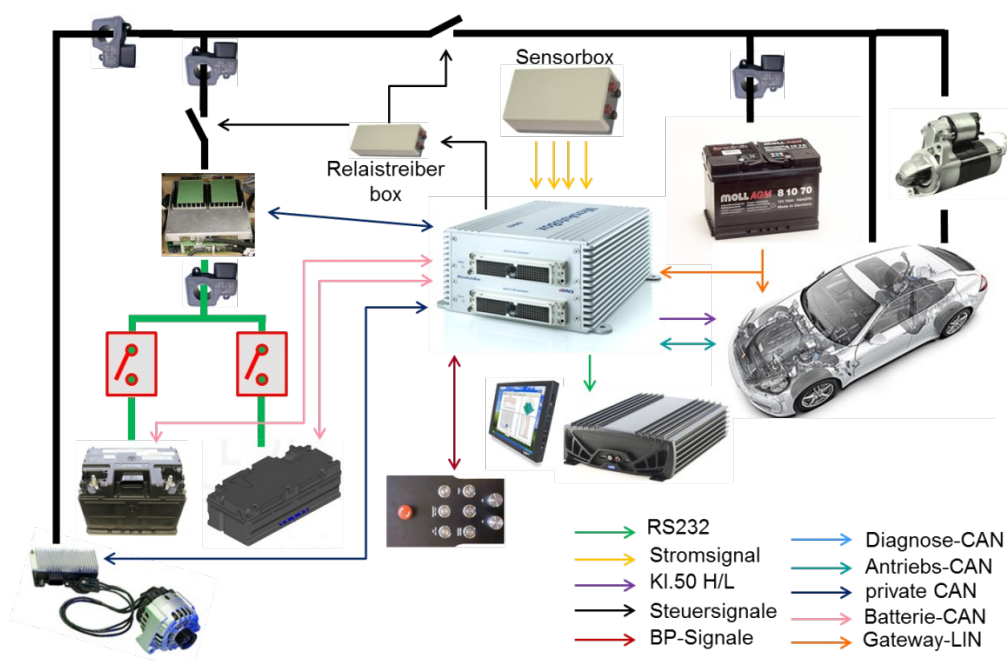 Sensorbox
Relaistreiber
box
MOLL AGM 8 10 70
RS232
Stromsignal
Kl.50 H/L
Steuersignale
BP-Signale
Diagnose-CAN
Antriebs-CAN
private CAN
Batterie-CAN
Gateway-LIN